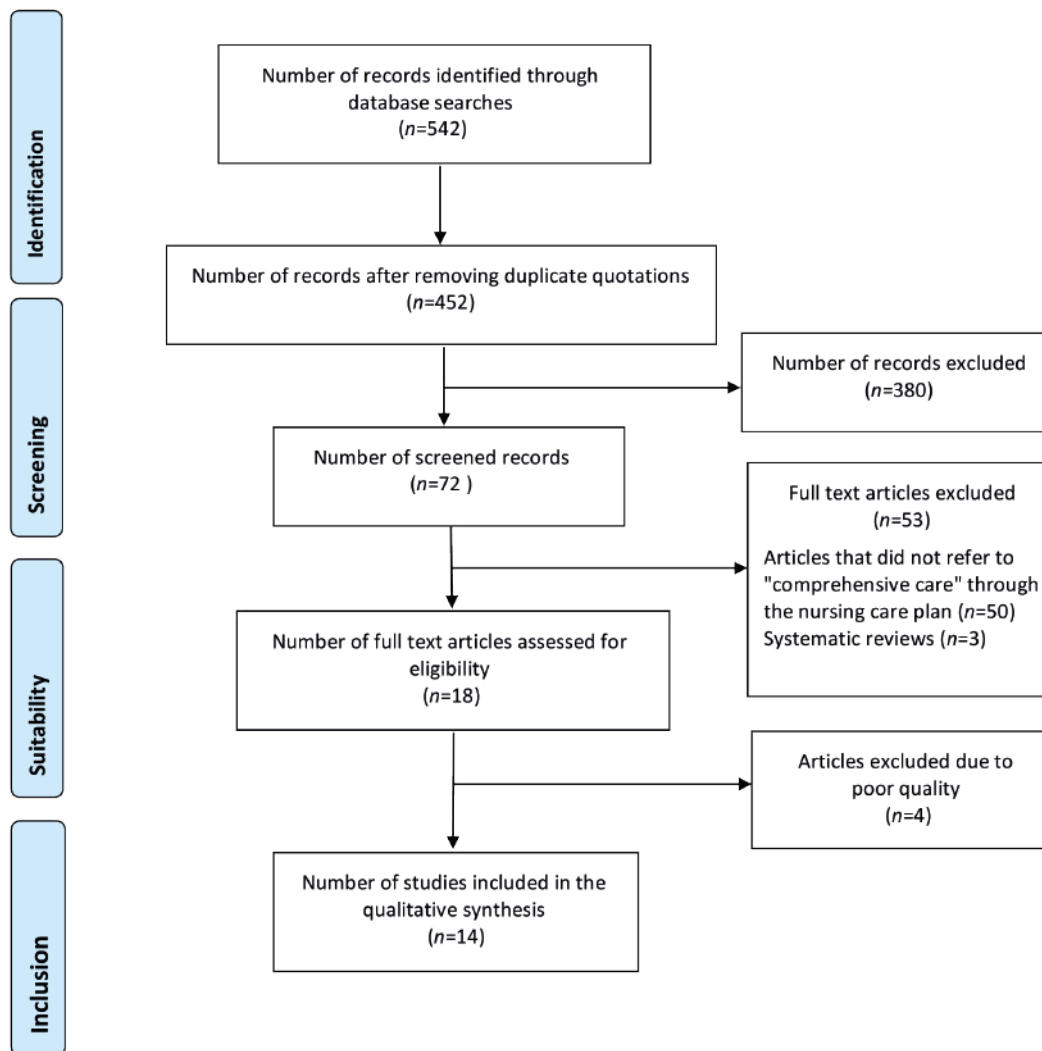 Identification
Number of records identified through
database searches
(n=542)
Number of records after removing duplicate quotations
(n=452)
Screening
Number of records excluded
(n=380)
Number of screened records
(n=72 )
Full text articles excluded
(n=53)
Articles that did not refer to
"comprehensive care" through
the nursing care plan (n=50)
Systematic reviews (n=3)
Suitability
Number of full text articles assessed for
eligibility
(n=18)
Articles excluded due to
poor quality
(n=4)
Inclusion
Number of studies included in the
qualitative synthesis
(n=14)